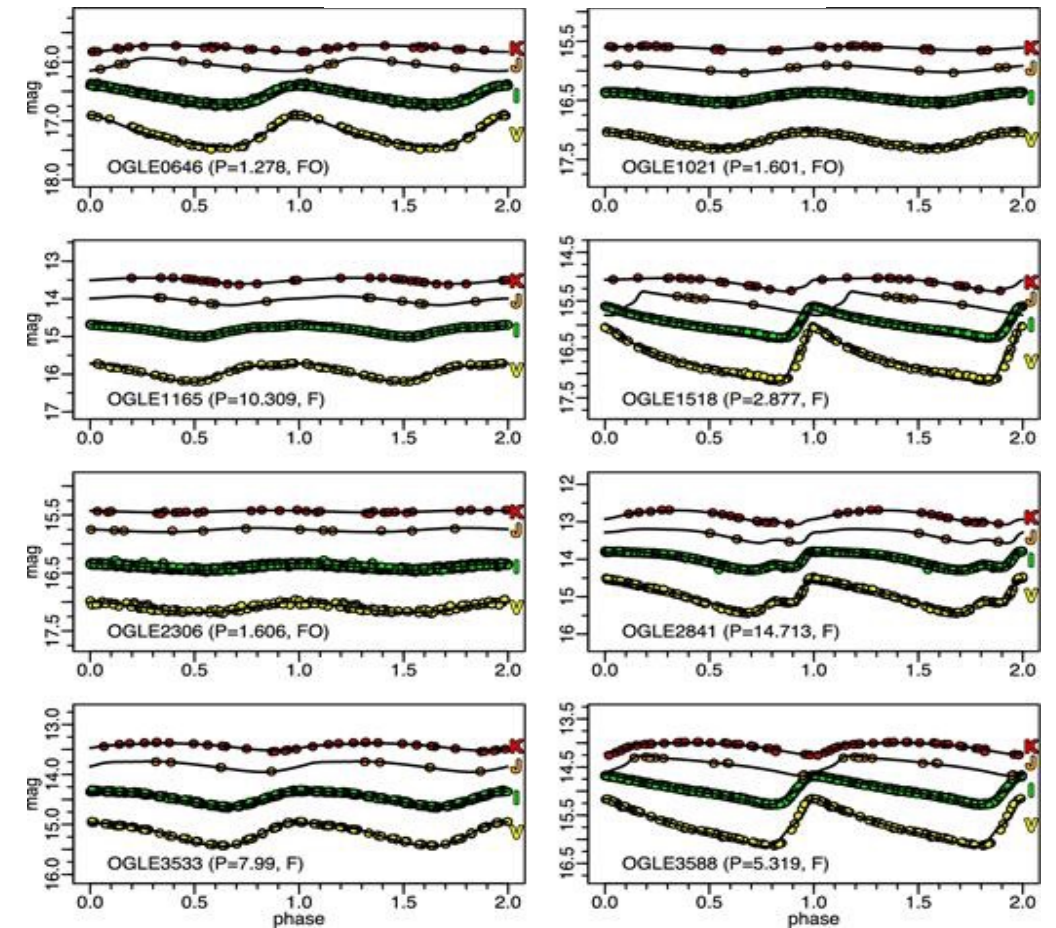 mag
16.0
17.0
18.0
K
J
I
V
OGLE0646 (P=1.278, FO)
0.0 0.5 1.0 1.5 2.0
15.5
16.5
17.5
K
J
I
V
OGLE1021 (P=1.601, FO)
0.0 0.5 1.0 1.5 2.0
mag
13
14
15
16
17
K
J
I
V
OGLE1165 (P=10.309, F)
0.0 0.5 1.0 1.5 2.0
14.5
15.5
16.5
17.5
K
J
I
V
OGLE1518 (P=2.877, F)
0.0 0.5 1.0 1.5 2.0
mag
15.5
16.5
17.5
K
J
I
V
OGLE2306 (P=1.606, FO)
0.0 0.5 1.0 1.5 2.0
12
13
14
15
16
K
J
I
V
OGLE2841 (P=14.713, F)
0.0 0.5 1.0 1.5 2.0
mag
13.0
14.0
15.0
16.0
K
J
I
V
OGLE3533 (P=7.99, F)
0.0 0.5 1.0 1.5 2.0
phase
13.5
14.5
15.5
16.5
K
J
I
V
OGLE3588 (P=5.319, F)
0.0 0.5 1.0 1.5 2.0
phase